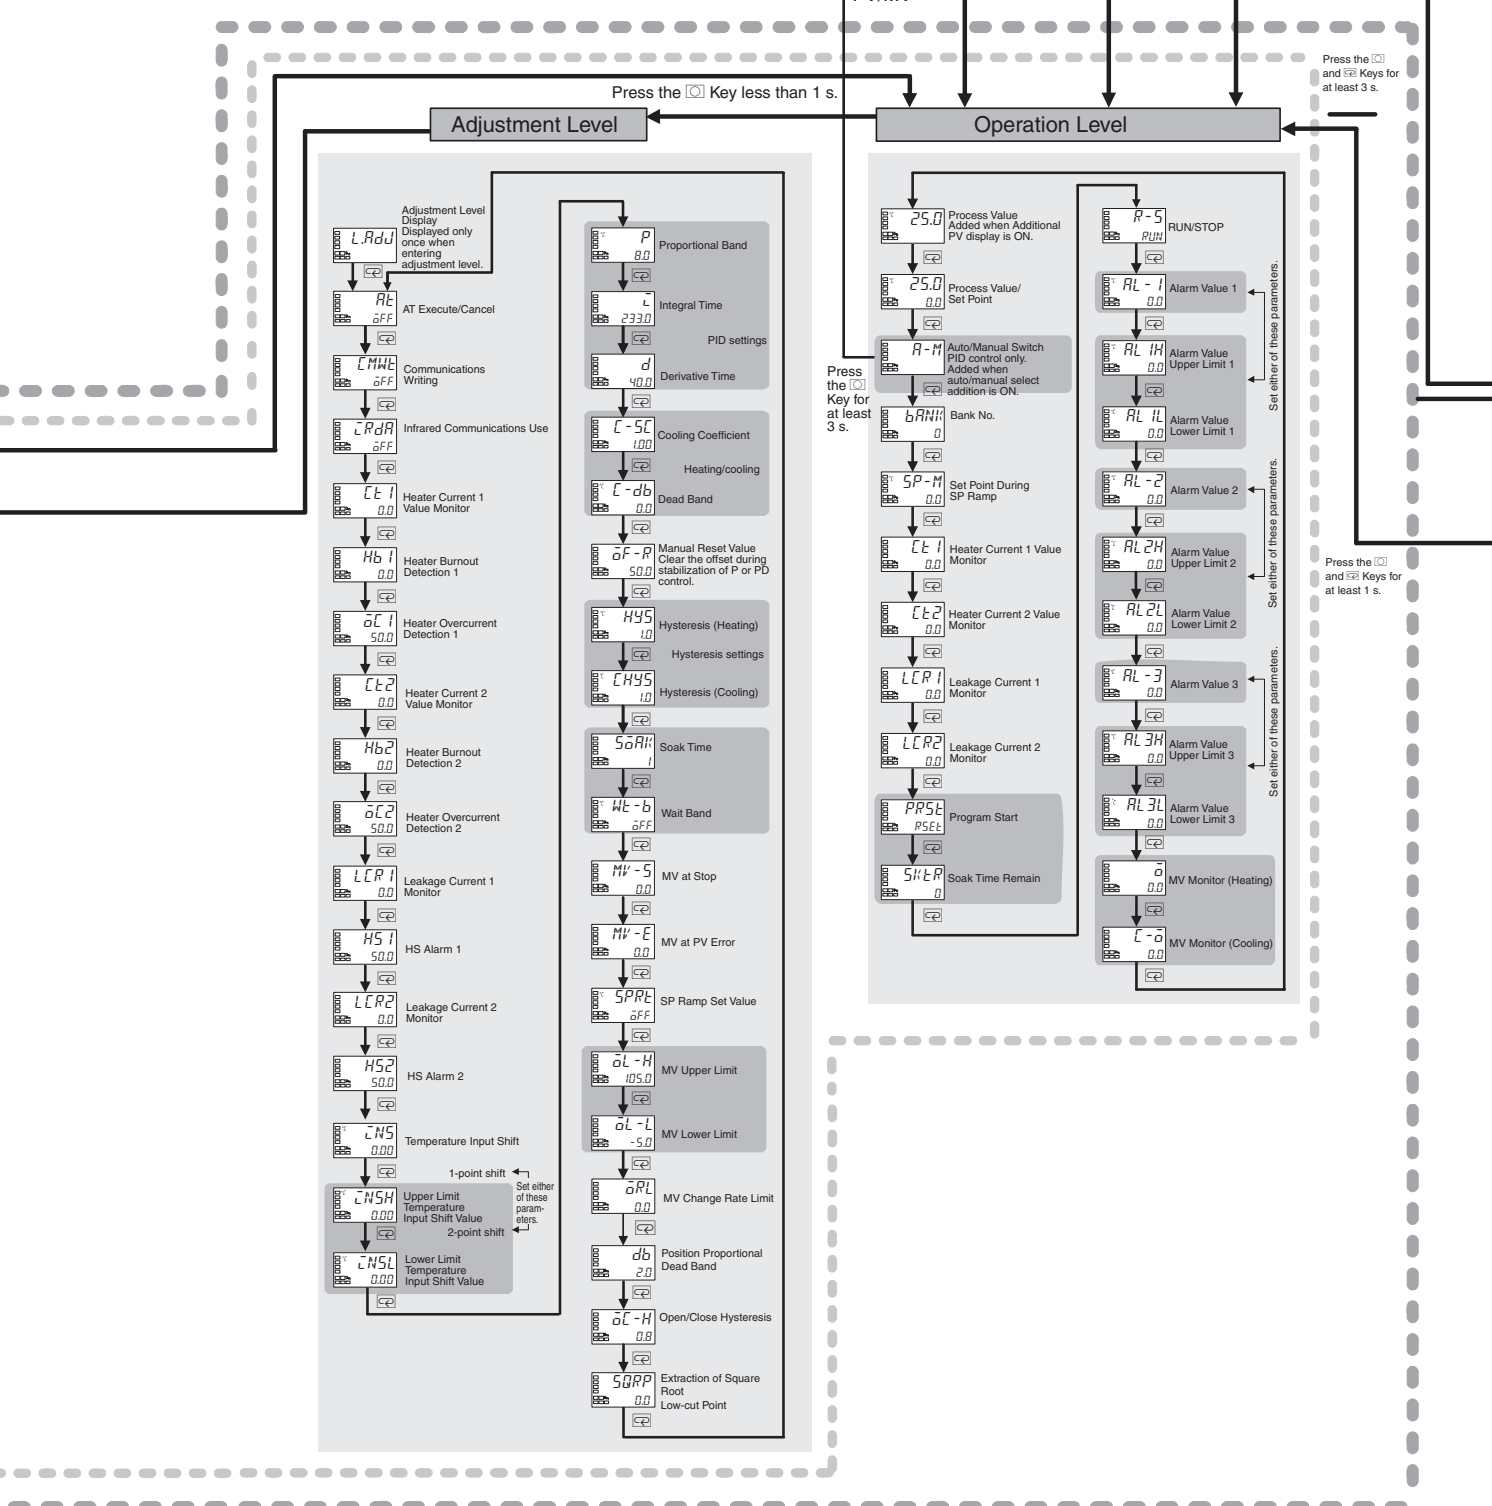 Press the
and Keys for
at least 3 s.
Press the Key less than 1 s.
Adjustment Level
Operation Level
Adjustment Level
Display
Displayed only
once when
entering
adjustment level.
L.AdJ
At
oFF
AT Execute/Cancel
CMWt
oFF
Communications
Writing
iRdA
oFF
Infrared Communications Use
Ct1
0.0
Heater Current 1
Value Monitor
Hb1
0.0
Heater Burnout
Detection 1
oC1
50.0
Heater Overcurrent
Detection 1
Ct2
0.0
Heater Current 2
Value Monitor
Hb2
0.0
Heater Burnout
Detection 2
oC2
50.0
Heater Overcurrent
Detection 2
LCR1
0.0
Leakage Current 1
Monitor
HS1
50.0
HS Alarm 1
LCR2
0.0
Leakage Current 2
Monitor
HS2
50.0
HS Alarm 2
iNS
0.00
Temperature Input Shift
1-point shift
Set either
of these
param-
eters.
iNSH
0.00
Upper Limit
Temperature
Input Shift Value
2-point shift
iNSL
0.00
Lower Limit
Temperature
Input Shift Value
P
8.0
Proportional Band
i
233.0
Integral Time
PID settings
d
40.0
Derivative Time
C-SC
1.00
Cooling Coefficient
Heating/cooling
C-db
0.0
Dead Band
oF-R
50.0
Manual Reset Value
Clear the offset during
stabilization of P or PD
control.
HYS
1.0
Hysteresis (Heating)
Hysteresis settings
CHYS
1.0
Hysteresis (Cooling)
SoAK
1
Soak Time
Wt-b
oFF
Wait Band
MV-S
0.0
MV at Stop
MV-E
0.0
MV at PV Error
SPRt
oFF
SP Ramp Set Value
oL-H
105.0
MV Upper Limit
oL-L
-5.0
MV Lower Limit
oRL
0.0
MV Change Rate Limit
db
2.0
Position Proportional
Dead Band
oC-H
0.8
Open/Close Hysteresis
SQRP
0.0
Extraction of Square
Root
Low-cut Point
25.0
Process Value
Added when Additional
PV display is ON.
25.0
0.0
Process Value/
Set Point
A-M
Auto/Manual Switch
PID control only.
Added when
auto/manual select
addition is ON.
Press
the
Key for
at least
3 s.
bANK
0
Bank No.
SP-M
0.0
Set Point During
SP Ramp
Ct1
0.0
Heater Current 1 Value
Monitor
Ct2
0.0
Heater Current 2 Value
Monitor
LCR1
0.0
Leakage Current 1
Monitor
LCR2
0.0
Leakage Current 2
Monitor
PRSt
RSEt
Program Start
SKtR
0
Soak Time Remain
R-S
RUN
RUN/STOP
AL-1
0.0
Alarm Value 1
AL1H
0.0
Alarm Value
Upper Limit 1
AL1L
0.0
Alarm Value
Lower Limit 1
Set either of these parameters.
AL-2
0.0
Alarm Value 2
AL2H
0.0
Alarm Value
Upper Limit 2
AL2L
0.0
Alarm Value
Lower Limit 2
Set either of these parameters.
AL-3
0.0
Alarm Value 3
AL3H
0.0
Alarm Value
Upper Limit 3
AL3L
0.0
Alarm Value
Lower Limit 3
Set either of these parameters.
o
0.0
MV Monitor (Heating)
C-o
0.0
MV Monitor (Cooling)
Press the
and Keys for
at least 1 s.